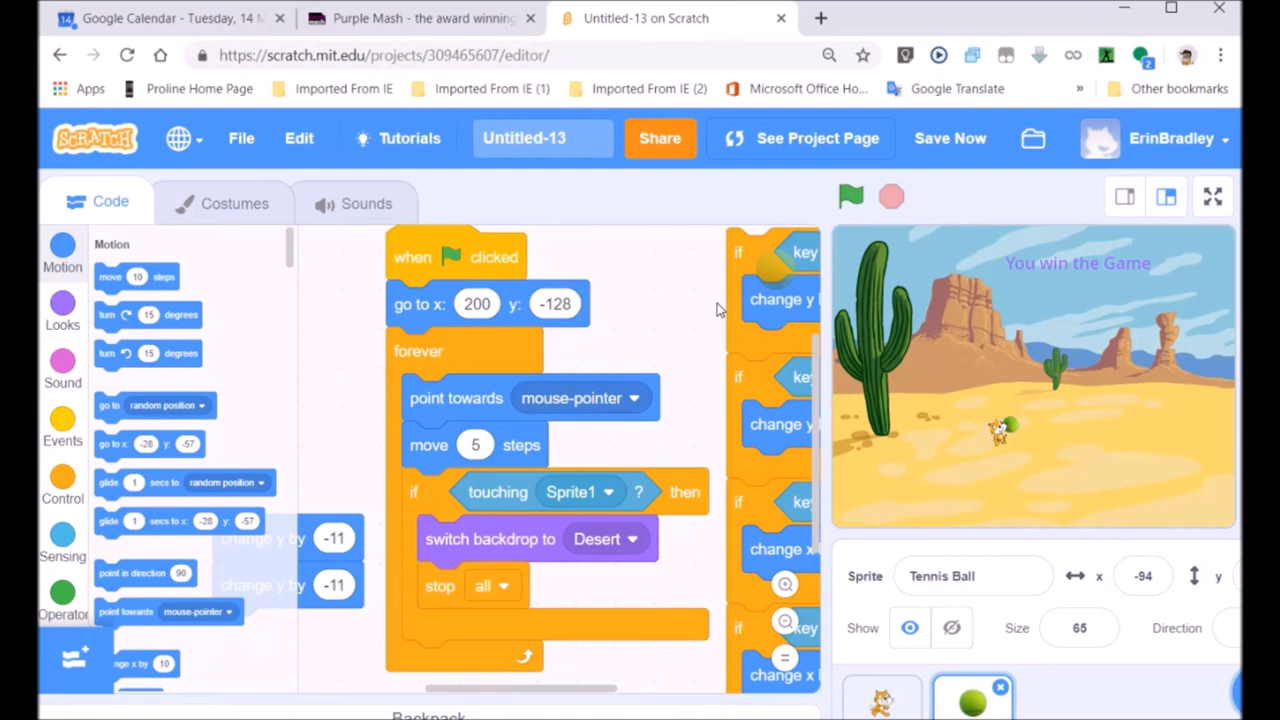 Google Calendar - Tuesday, 14 M
Purple Mash - the award winning
Untitled-13 on Scratch
https://scratch.mit.edu/projects/309465607/editor/
Apps
Proline Home Page
Imported From IE
Imported From IE (1)
Imported From IE (2)
Microsoft Office Ho...
Google Translate
»
Other bookmarks
SCRATCH
File
Edit
Tutorials
Untitled-13
Share
See Project Page
Save Now
ErinBradley
Code
Costumes
Sounds
Motion
Looks
Sound
Events
Control
Sensing
Operator
Motion
move 10 steps
turn 15 degrees
turn 15 degrees
go to random position
go to x: -28 y: -57
glide 1 secs to random position
glide 1 secs to x: -28 y: -57
point in direction 90
point towards mouse-pointer
nge x by 10
change y by -11
change y by -11
when clicked
go to x: 200 y: -128
forever
point towards mouse-pointer
move 5 steps
if touching Sprite1 ? then
switch backdrop to Desert
stop all
if key
change y
if key
change y
if key
change x
if key
change x
You win the Game
Sprite
Tennis Ball
x -94
y
Show
Size 65
Direction
Backpack